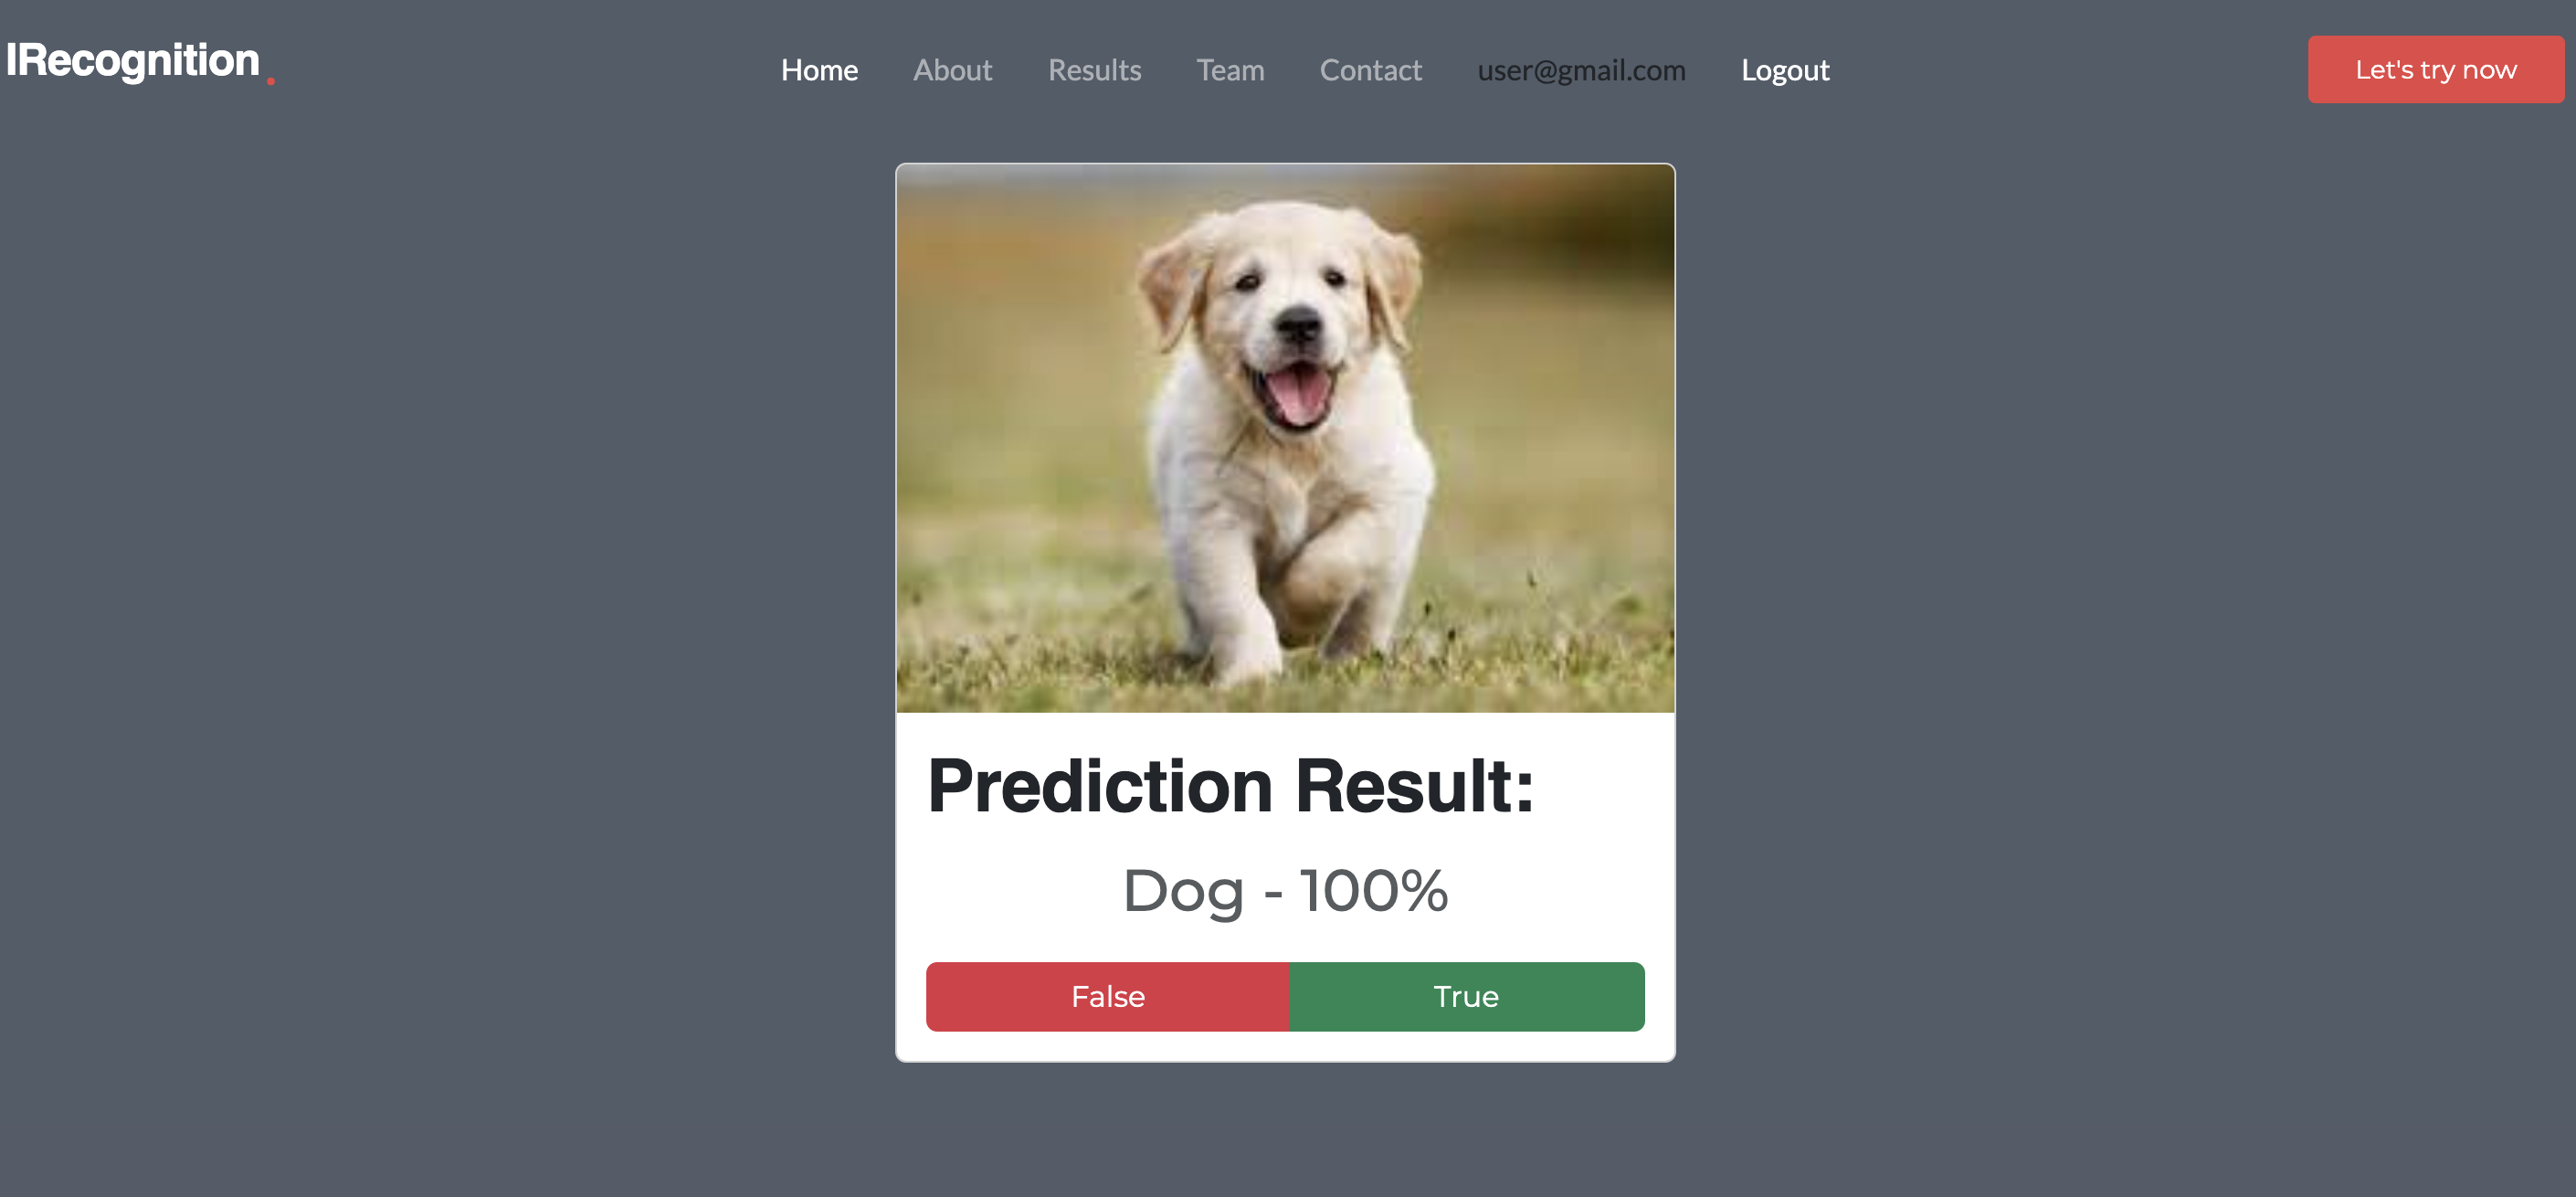 IRecognition.
Home About Results Team Contact user@gmail.com Logout
Let's try now
Prediction Result:
Dog - 100%
False True